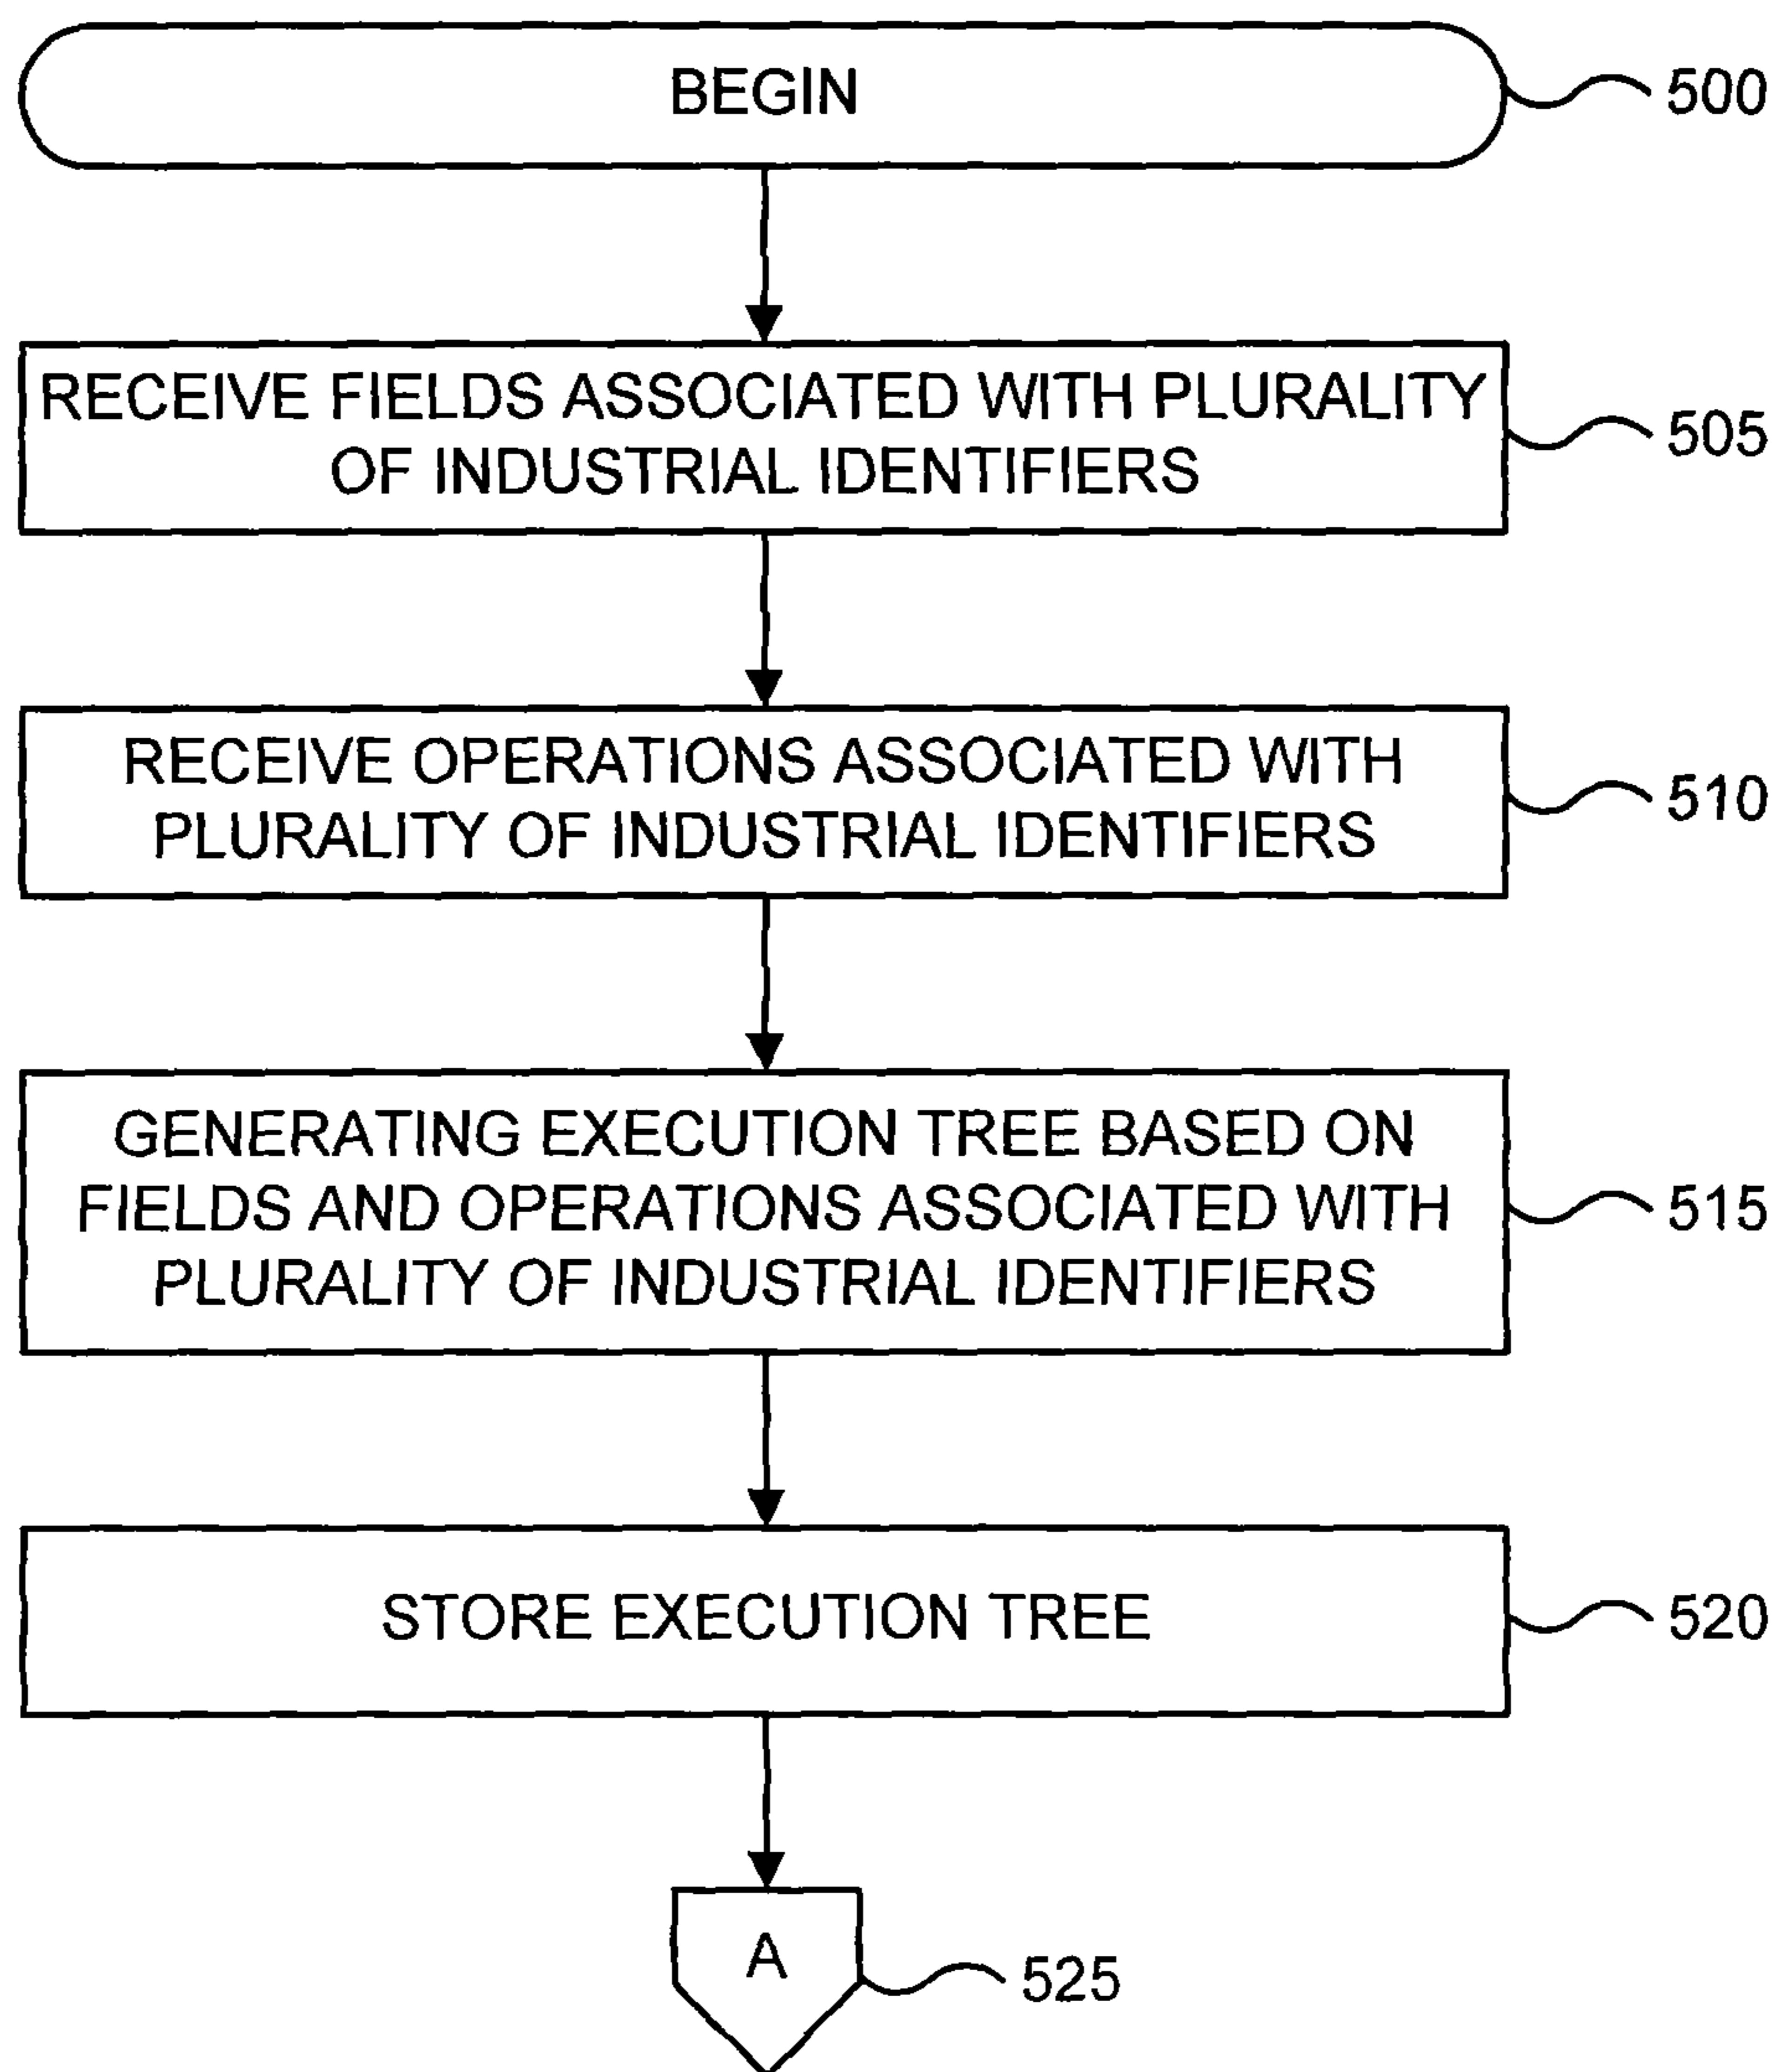 BEGIN
500
RECEIVE FIELDS ASSOCIATED WITH PLURALITY
OF INDUSTRIAL IDENTIFIERS
505
RECEIVE OPERATIONS ASSOCIATED WITH
PLURALITY OF INDUSTRIAL IDENTIFIERS
510
GENERATING EXECUTION TREE BASED ON
FIELDS AND OPERATIONS ASSOCIATED WITH
PLURALITY OF INDUSTRIAL IDENTIFIERS
515
STORE EXECUTION TREE
520
A
525